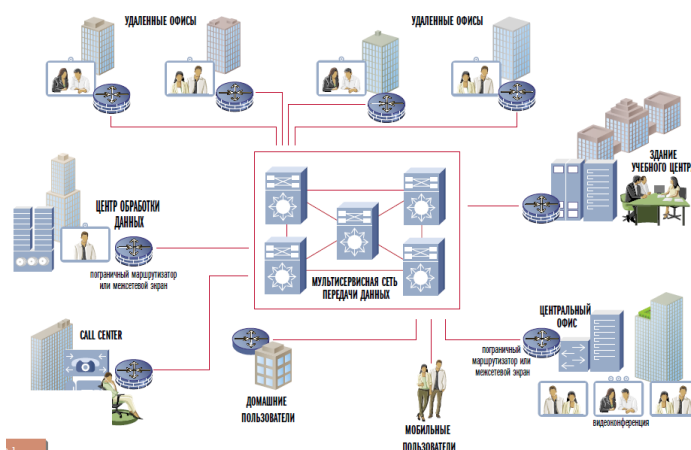 УДАЛЕННЫЕ ОФИСЫ
УДАЛЕННЫЕ ОФИСЫ
ЗДАНИЕ
УЧЕБНОГО ЦЕНТР
ЦЕНТР ОБРАБОТКИ
ДАННЫХ
пограничный маршрутизатор
или межсетевой экран
МУЛЬТИСЕРВИСНАЯ СЕТЬ
ПЕРЕДАЧИ ДАННЫХ
CALL CENTER
ЦЕНТРАЛЬНЫЙ
ОФИС
пограничный
маршрутизатор или
межсетевой экран
ДОМАШНИЕ
ПОЛЬЗОВАТЕЛИ
МОБИЛЬНЫЕ
ПОЛЬЗОВАТЕЛИ
видеоконференция